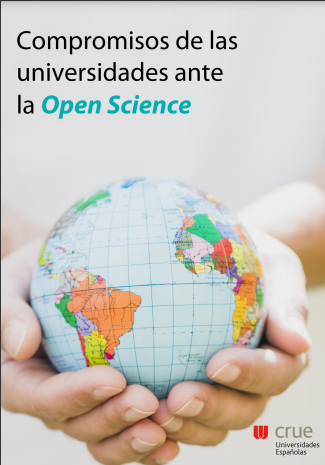 Compromisos de las
universidades ante
la Open Science
crue
Universidades
Españolas